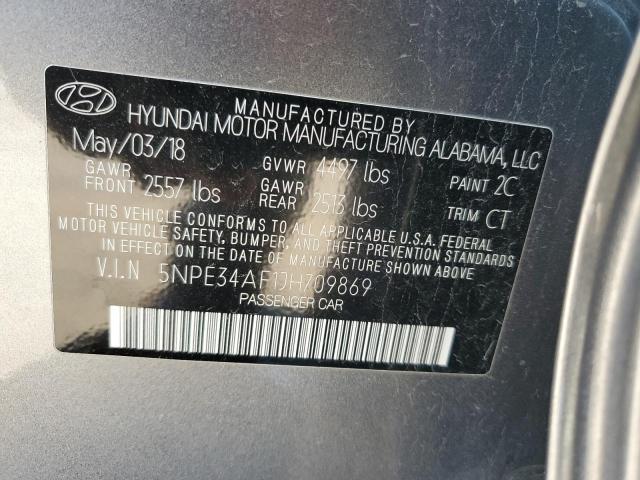 MANUFACTURED BY
HYUNDAI MOTOR MANUFACTURING ALABAMA, LLC
May/03/18 GVWR 4497 lbs PAINT 2C
GAWR FRONT 2557 lbs GAWR REAR 2513 lbs TRIM CT
THIS VEHICLE CONFORMS TO ALL APPLICABLE U.S. FEDERAL
MOTOR VEHICLE SAFETY, BUMPER, AND THEFT PREVENTION STANDARDS
IN EFFECT ON THE DATE OF MANUFACTURE SHOWN ABOVE.
V.I.N 5NPE34AF1JH709869
PASSENGER CAR